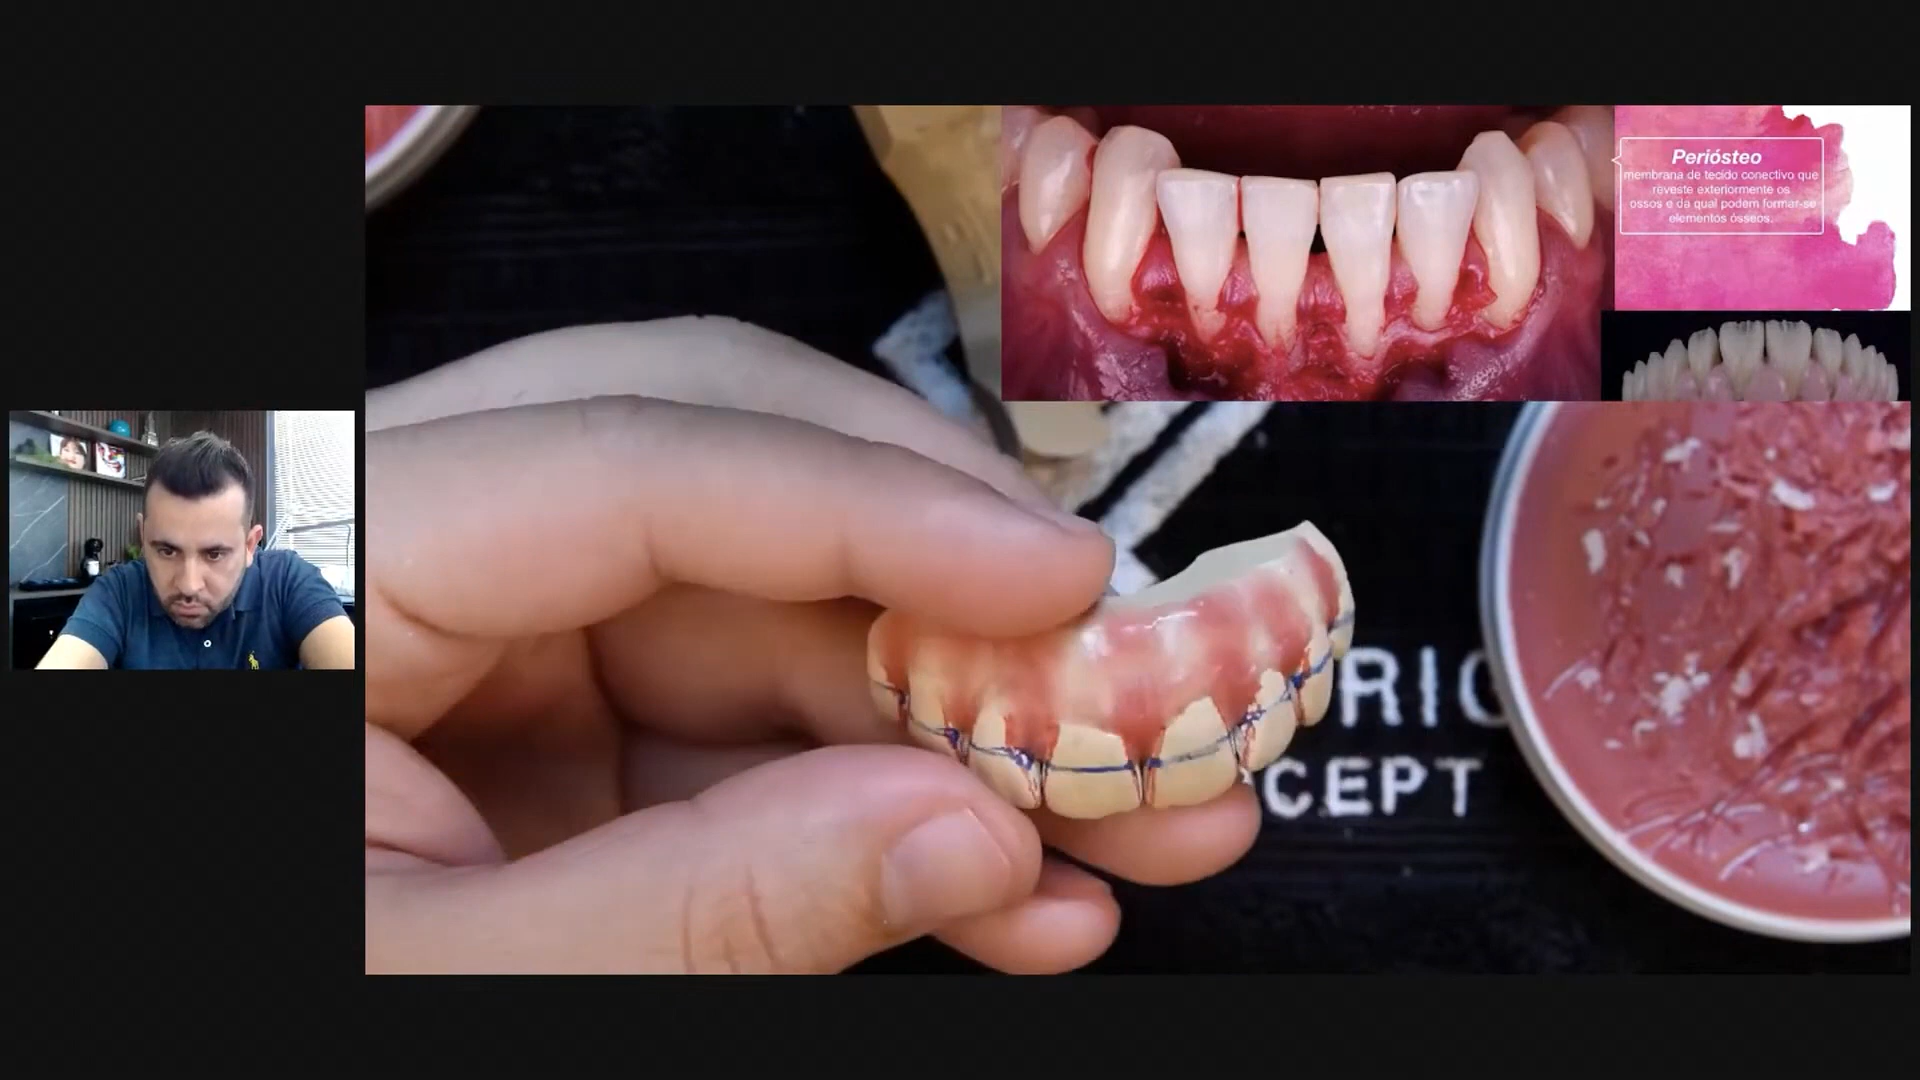 Periósteo
membrana de tecido conectivo que
reveste exteriormente os
ossos e da qual podem formar-se
elementos ósseos.
RIC
CEPT